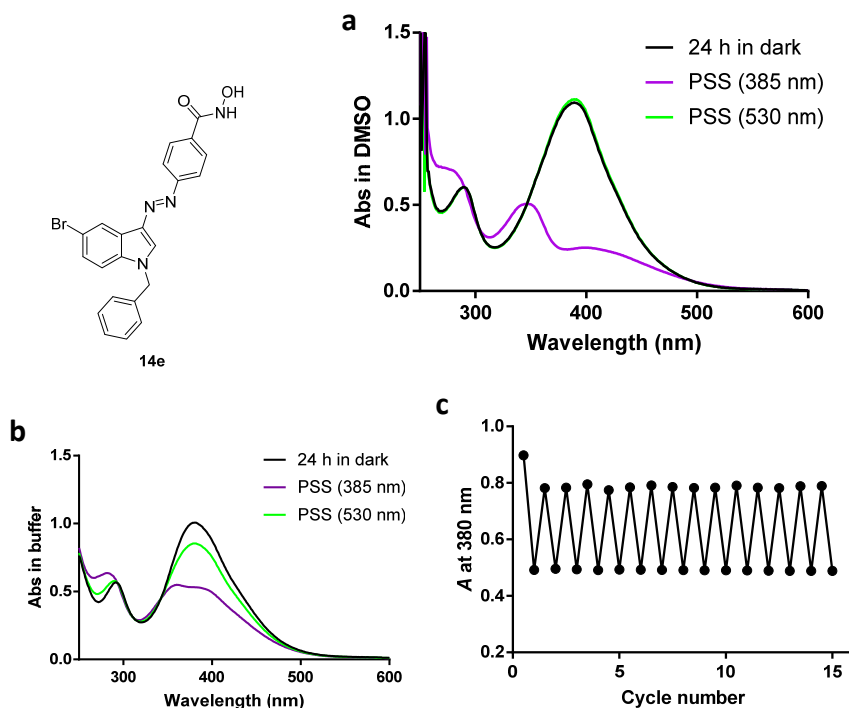 a
OH
O
NH
N
N
Br
N
14e
Abs in DMSO
1.5
1.0
0.5
0.0
300
400
500
600
Wavelength (nm)
24 h in dark
PSS (385 nm)
PSS (530 nm)
b
Abs in buffer
1.5
1.0
0.5
0.0
300
400
500
600
Wavelength (nm)
24 h in dark
PSS (385 nm)
PSS (530 nm)
c
A at 380 nm
1.0
0.8
0.6
0.4
0.2
0
5
10
15
Cycle number